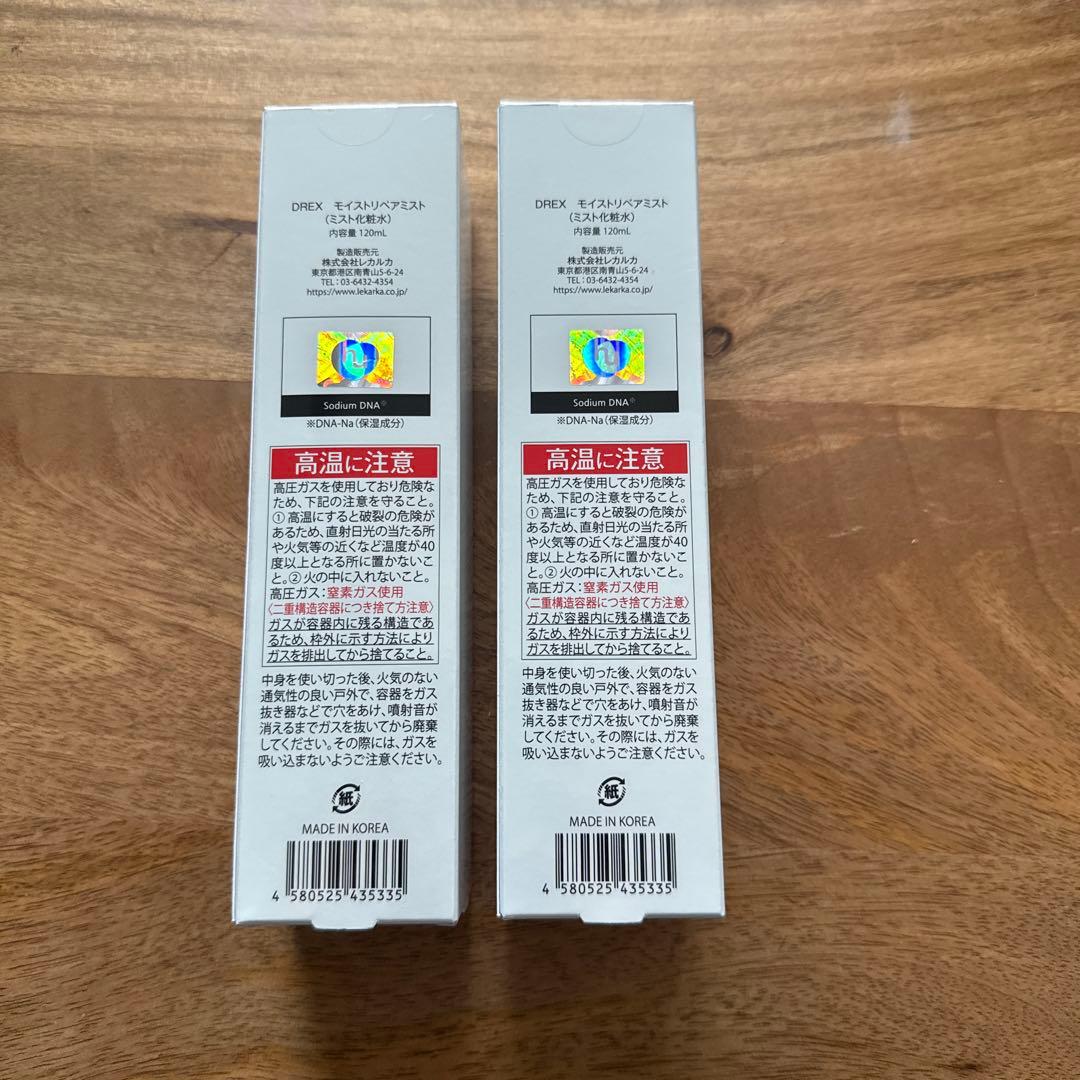 DREX　モイストリペアミスト
（ミスト化粧水）
内容量 120mL
製造販売元
株式会社レカルカ
東京都港区南青山5-6-24
TEL：03-6432-4354
https://www.lekarka.co.jp/
Sodium DNA※
※DNA-Na（保湿成分）
高温に注意
高圧ガスを使用しており危険な
ため、下記の注意を守ること。
① 高温にすると破裂の危険が
あるため、直射日光の当たる所
や火気等の近くなど温度が40
度以上となる所に置かないこ
と。② 火の中に入れないこと。
高圧ガス：窒素ガス使用
〈二重構造容器につき捨て方注意〉
ガスが容器内に残る構造であ
るため、枠外に示す方法により
ガスを排出してから捨てること。
中身を使い切った後、火気のない
通気性の良い戸外で、容器をガス
抜き器などで穴をあけ、噴射音が
消えるまでガスを抜いてから廃棄
してください。その際には、ガスを
吸い込まないようご注意ください。
紙
MADE IN KOREA
4 580525 435335
DREX　モイストリペアミスト
（ミスト化粧水）
内容量 120mL
製造販売元
株式会社レカルカ
東京都港区南青山5-6-24
TEL：03-6432-4354
https://www.lekarka.co.jp/
Sodium DNA※
※DNA-Na（保湿成分）
高温に注意
高圧ガスを使用しており危険な
ため、下記の注意を守ること。
① 高温にすると破裂の危険が
あるため、直射日光の当たる所
や火気等の近くなど温度が40
度以上となる所に置かないこ
と。② 火の中に入れないこと。
高圧ガス：窒素ガス使用
〈二重構造容器につき捨て方注意〉
ガスが容器内に残る構造であ
るため、枠外に示す方法により
ガスを排出してから捨てること。
中身を使い切った後、火気のない
通気性の良い戸外で、容器をガス
抜き器などで穴をあけ、噴射音が
消えるまでガスを抜いてから廃棄
してください。その際には、ガスを
吸い込まないようご注意ください。
紙
MADE IN KOREA
4 580525 435335